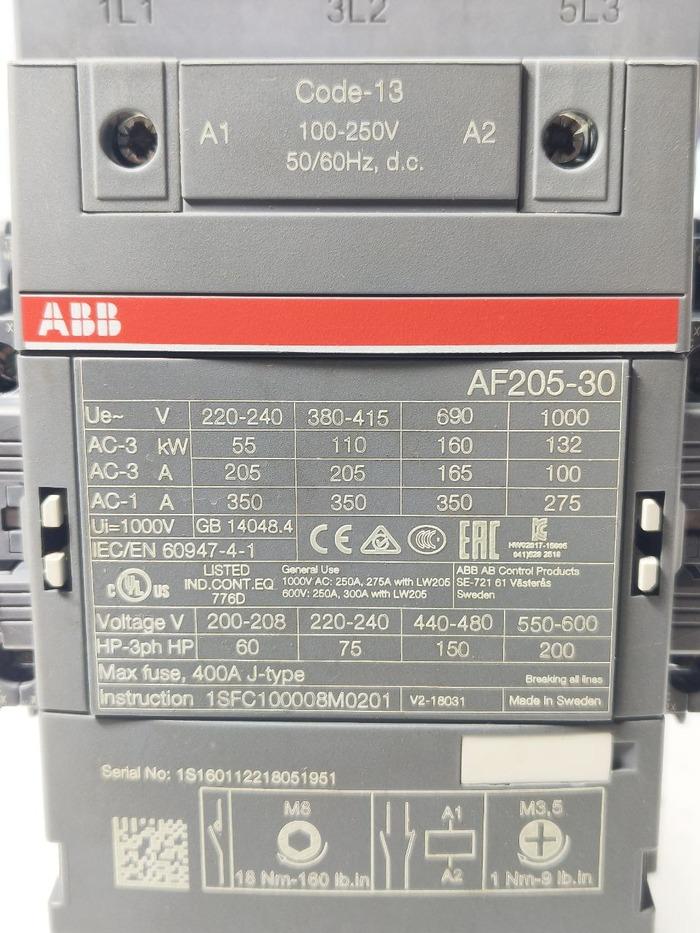 1L1 3L2 5L3
Code-13
A1 100-250V A2
50/60Hz, d.c.
ABB
AF205-30
Ue~ V 220-240 380-415 690 1000
AC-3 kW 55 110 160 132
AC-3 A 205 205 165 100
AC-1 A 350 350 350 275
Ui=1000V GB 14048.4 CE CCC EAC
IEC/EN 60947-4-1
c UL US LISTED
IND.CONT.EQ
776D
General Use
1000V AC: 250A, 275A with LW205
600V: 250A, 300A with LW205
ABB AB Control Products
SE-721 61 Västerås
Sweden
Voltage V 200-208 220-240 440-480 550-600
HP-3ph HP 60 75 150 200
Max fuse, 400A J-type Breaking all lines
Instruction 1SFC100008M0201 V2-18031 Made in Sweden
Serial No: 1S160112218051951
M8 A1 M3,5
18 Nm-160 lb.in A2 1 Nm-9 lb.in